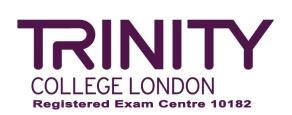 TRINITY
COLLEGE LONDON
Registered Exam Centre 10182